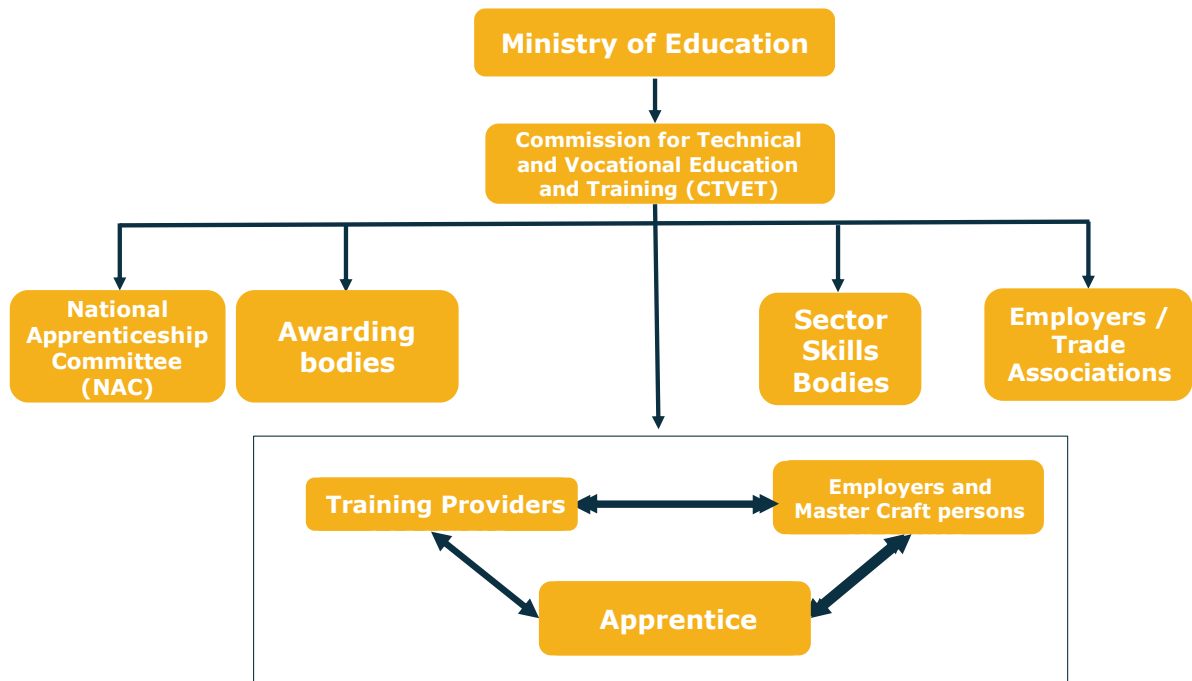 Ministry of Education
Commission for Technical
and Vocational Education
and Training (CTVET)
National
Apprenticeship
Committee
(NAC)
Awarding
bodies
Sector
Skills
Bodies
Employers /
Trade
Associations
Training Providers
Employers and
Master Craft persons
Apprentice